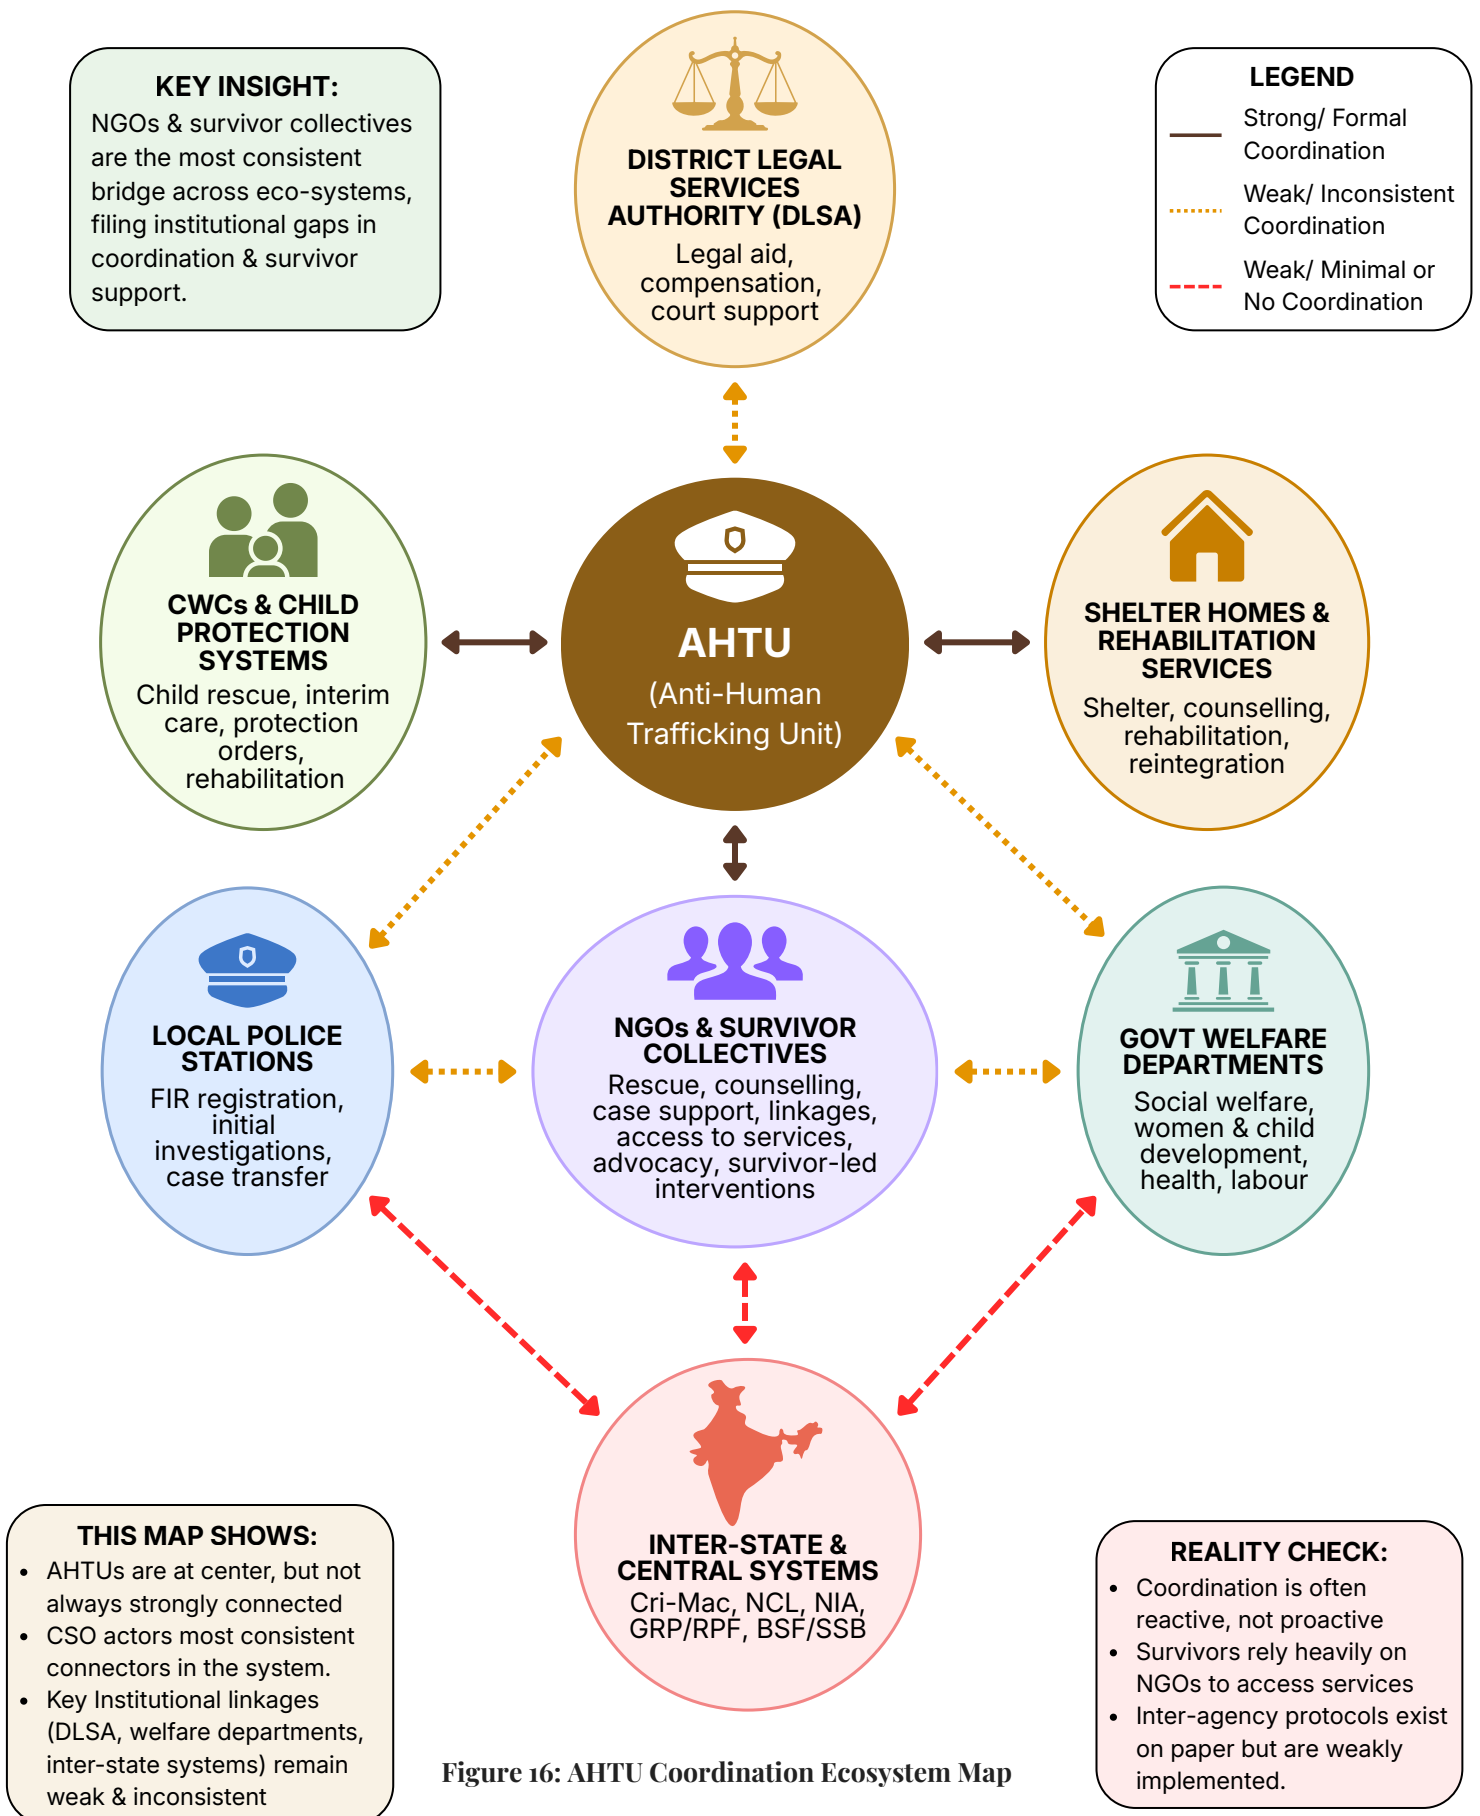 KEY INSIGHT:
NGOs & survivor collectives
are the most consistent
bridge across eco-systems,
filing institutional gaps in
coordination & survivor
support.
DISTRICT LEGAL
SERVICES
AUTHORITY (DLSA)
Legal aid,
compensation,
court support
LEGEND
Strong/ Formal
Coordination
Weak/ Inconsistent
Coordination
Weak/ Minimal or
No Coordination
CWCs & CHILD
PROTECTION
SYSTEMS
Child rescue, interim
care, protection
orders,
rehabilitation
AHTU
(Anti-Human
Trafficking Unit)
SHELTER HOMES &
REHABILITATION
SERVICES
Shelter, counselling,
rehabilitation,
reintegration
LOCAL POLICE
STATIONS
FIR registration,
initial
investigations,
case transfer
NGOs & SURVIVOR
COLLECTIVES
Rescue, counselling,
case support, linkages,
access to services,
advocacy, survivor-led
interventions
GOVT WELFARE
DEPARTMENTS
Social welfare,
women & child
development,
health, labour
INTER-STATE &
CENTRAL SYSTEMS
Cri-Mac, NCL, NIA,
GRP/RPF, BSF/SSB
THIS MAP SHOWS:
• AHTUs are at center, but not
always strongly connected
• CSO actors most consistent
connectors in the system.
• Key Institutional linkages
(DLSA, welfare departments,
inter-state systems) remain
weak & inconsistent
REALITY CHECK:
• Coordination is often
reactive, not proactive
• Survivors rely heavily on
NGOs to access services
• Inter-agency protocols exist
on paper but are weakly
implemented.
Figure 16: AHTU Coordination Ecosystem Map